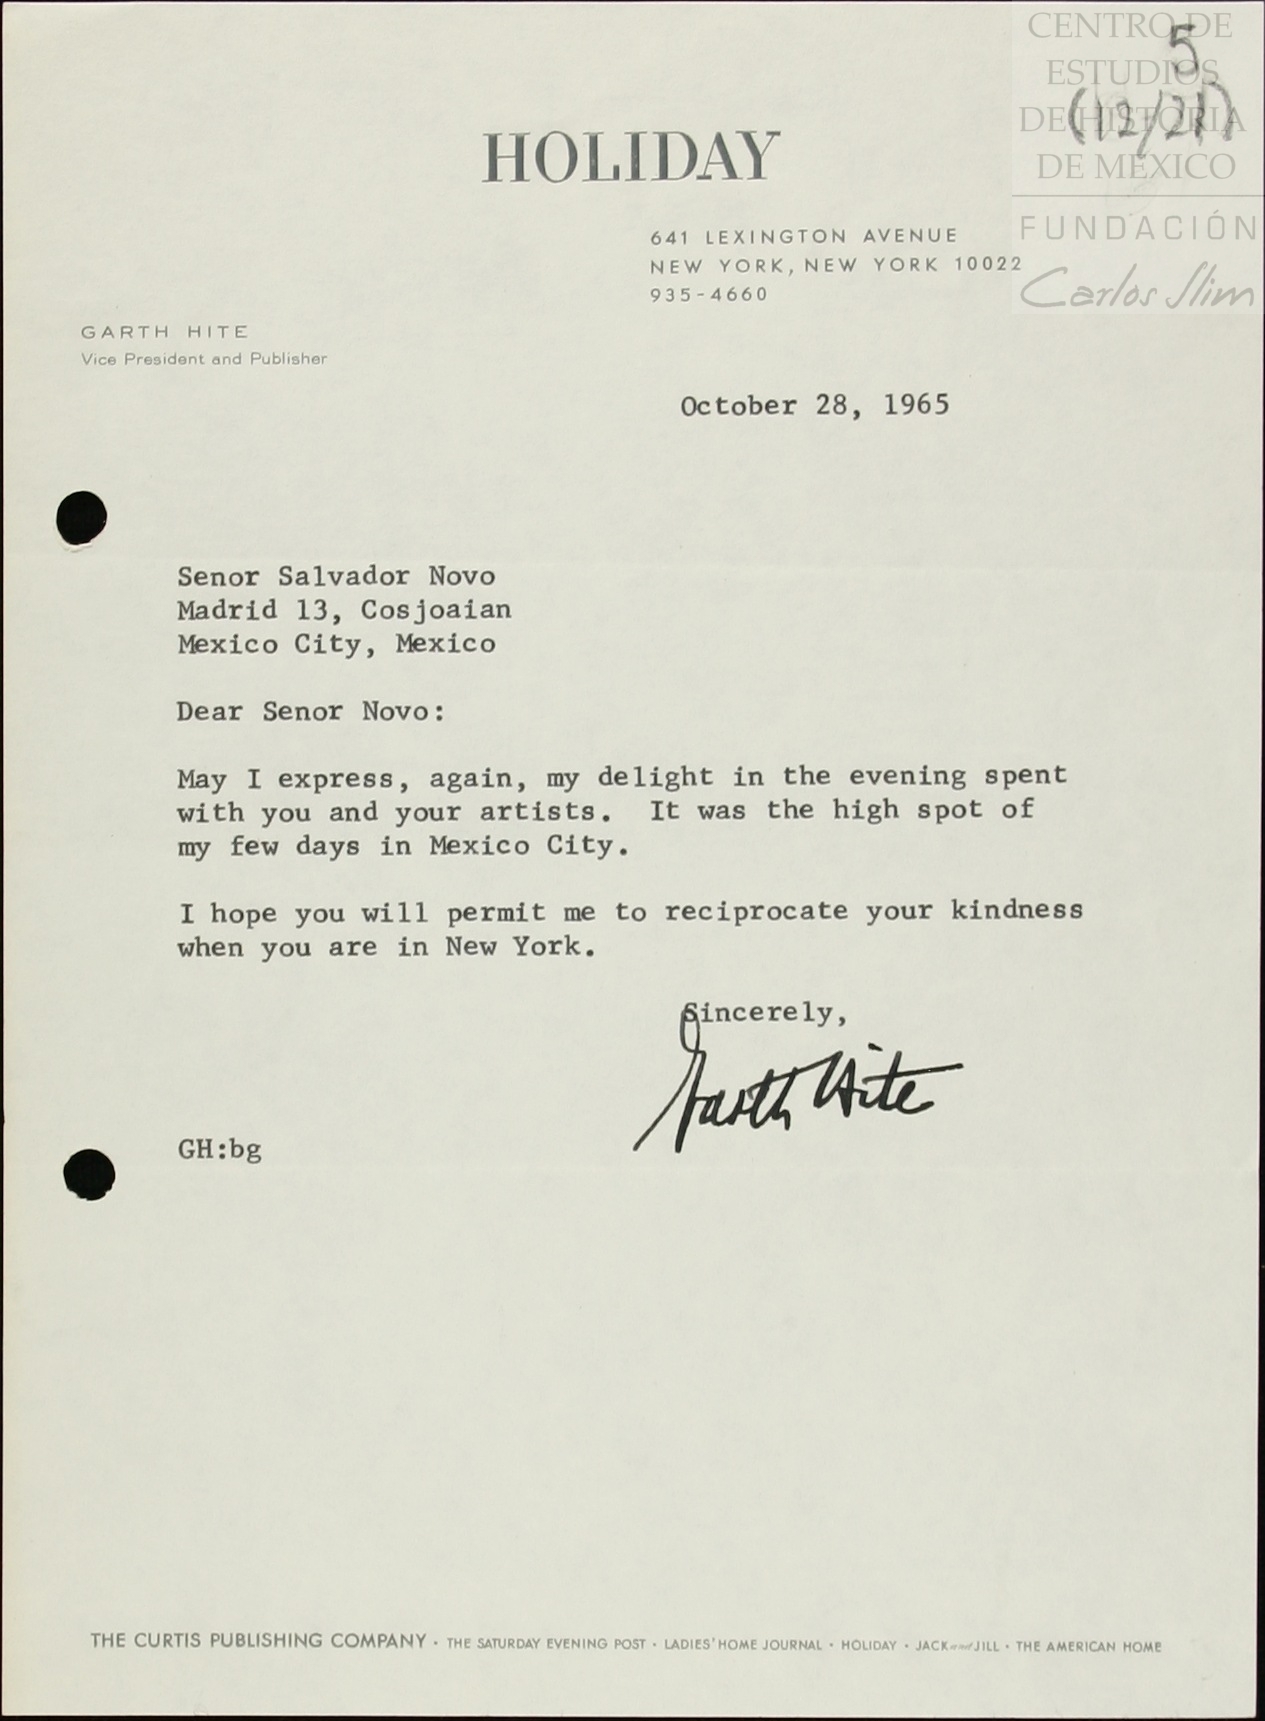 CENTRO DE
ESTUDIOS
DE HISTORIA
DE MÉXICO
FUNDACIÓN
Carlos Slim
5
(12/21)
HOLIDAY
641 LEXINGTON AVENUE
NEW YORK, NEW YORK 10022
935-4660
GARTH HITE
Vice President and Publisher
October 28, 1965
Senor Salvador Novo
Madrid 13, Cosjoaian
Mexico City, Mexico
Dear Senor Novo:
May I express, again, my delight in the evening spent
with you and your artists. It was the high spot of
my few days in Mexico City.
I hope you will permit me to reciprocate your kindness
when you are in New York.
Sincerely,
Garth Hite
GH:bg
THE CURTIS PUBLISHING COMPANY · THE SATURDAY EVENING POST · LADIES' HOME JOURNAL · HOLIDAY · JACK and JILL · THE AMERICAN HOME